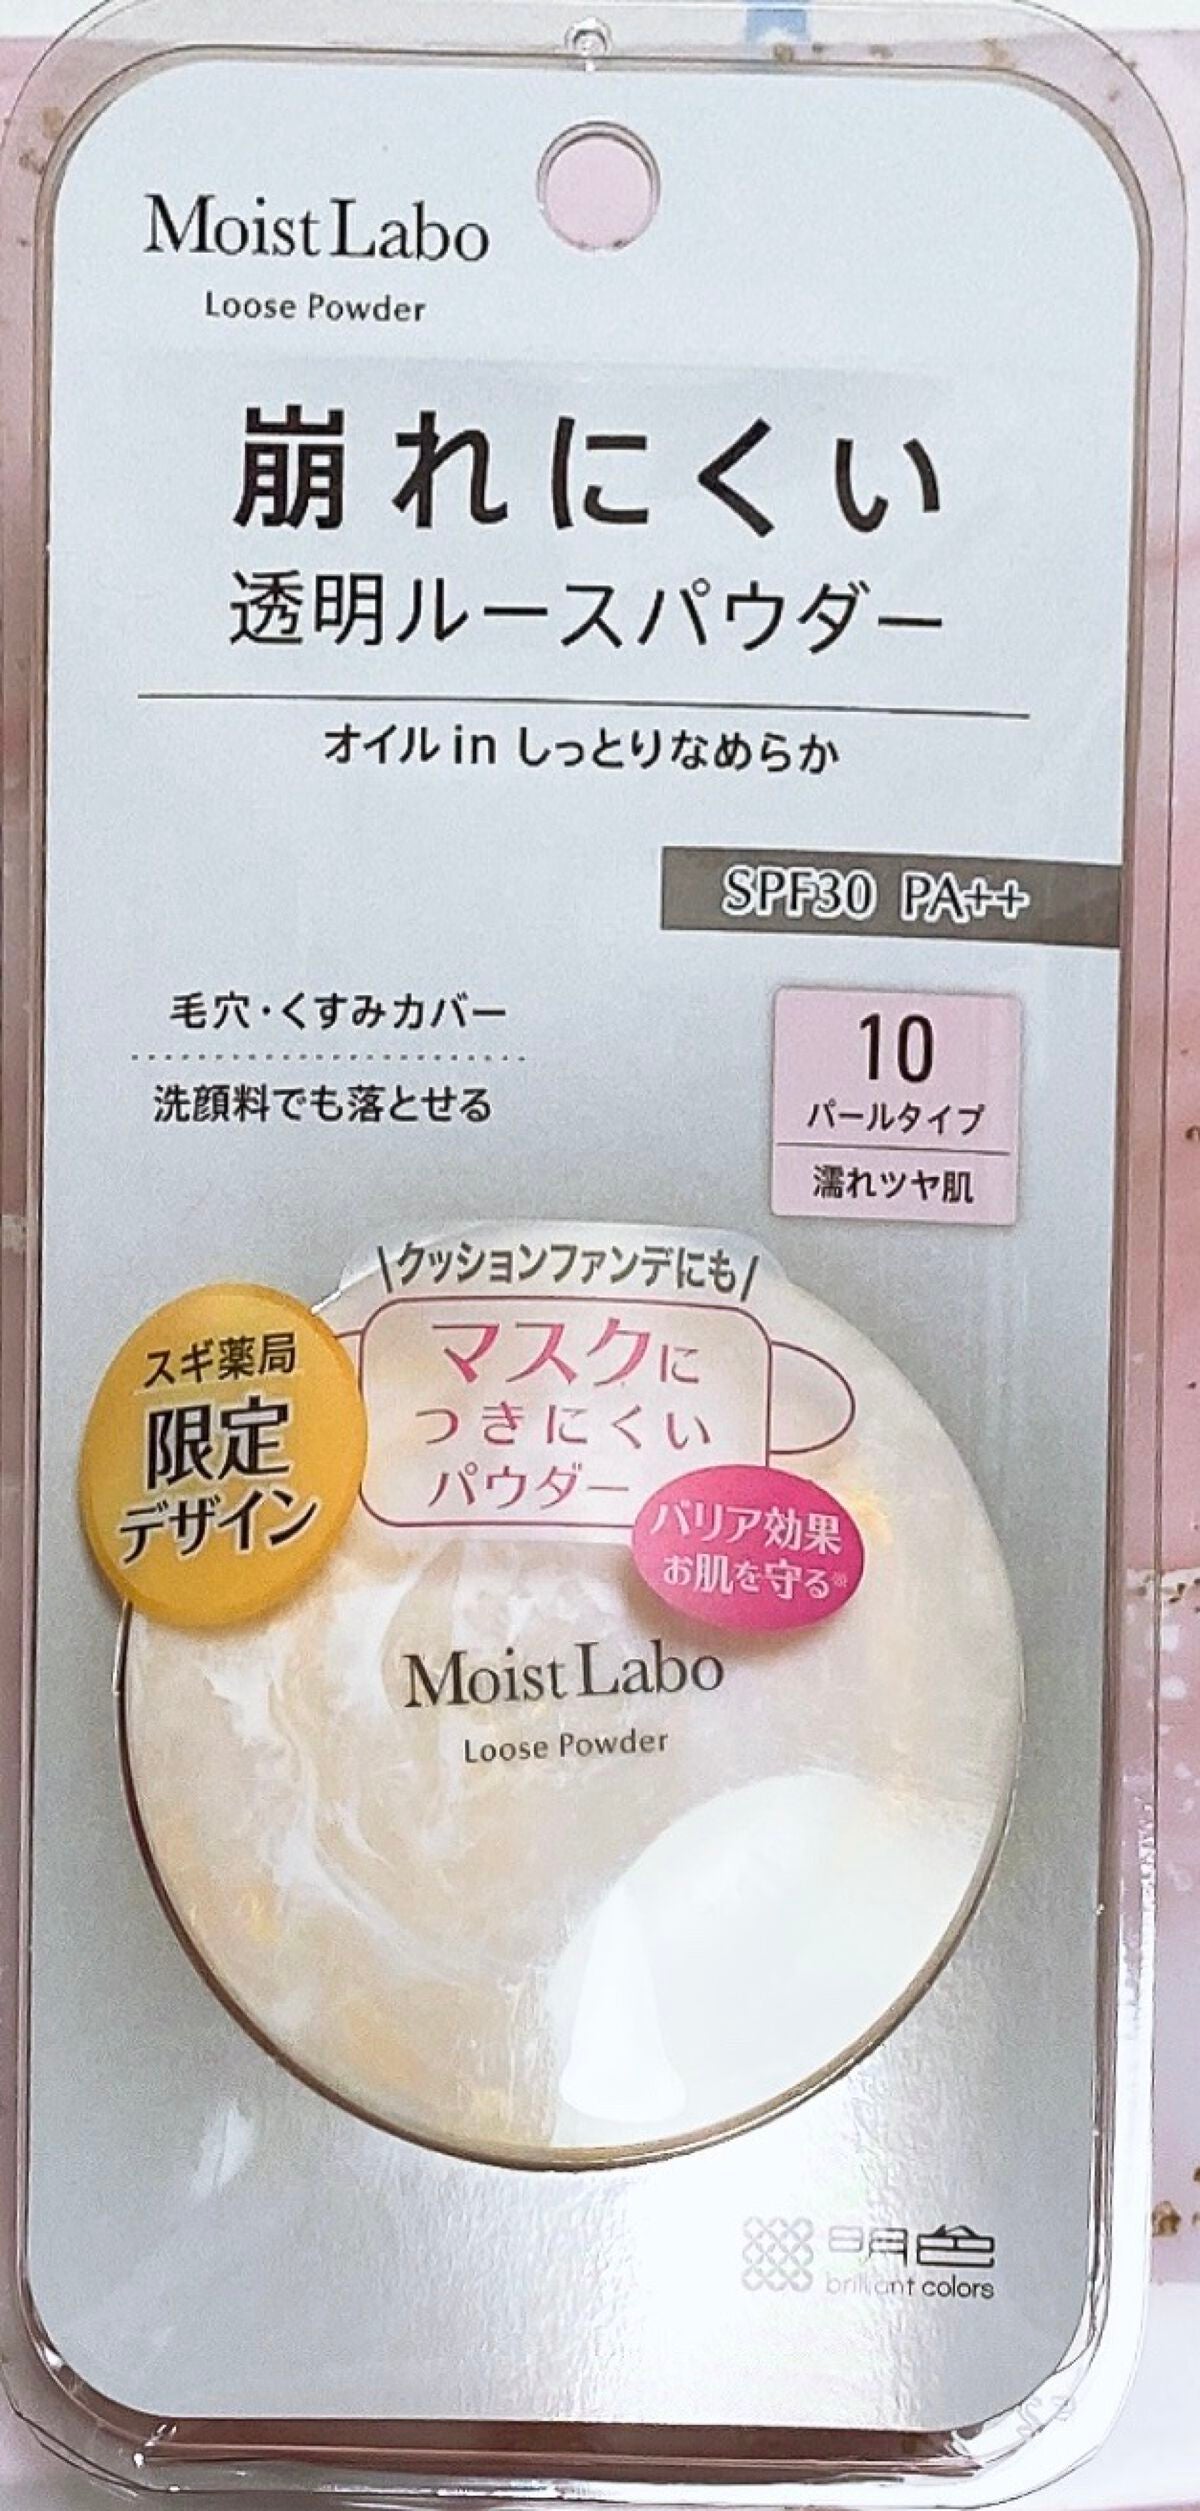 Moist Labo
Loose Powder
崩れにくい
透明ルースパウダー
オイル in しっとりなめらか
SPF30 PA++
毛穴・くすみカバー
洗顔料でも落とせる
10
パールタイプ
濡れツヤ肌
\クッションファンデにも/
マスクに
つきにくい
パウダー
バリア効果
お肌を守る※
スギ薬局
限定
デザイン
Moist Labo
Loose Powder
明色
brilliant colors